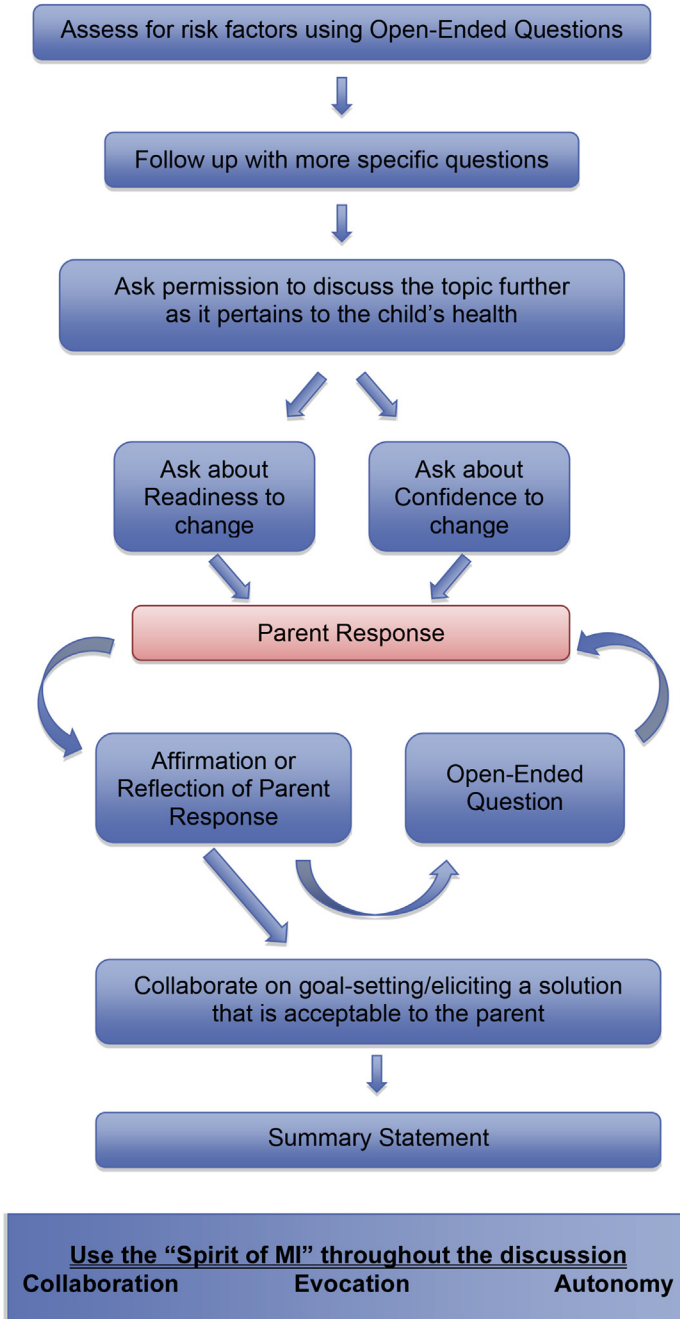 Assess for risk factors using Open-Ended Questions
Follow up with more specific questions
Ask permission to discuss the topic further
as it pertains to the child’s health
Ask about
Readiness to
change
Ask about
Confidence to
change
Parent Response
Affirmation or
Reflection of Parent
Response
Open-Ended
Question
Collaborate on goal-setting/eliciting a solution
that is acceptable to the parent
Summary Statement
Use the “Spirit of MI” throughout the discussion
Collaboration Evocation Autonomy